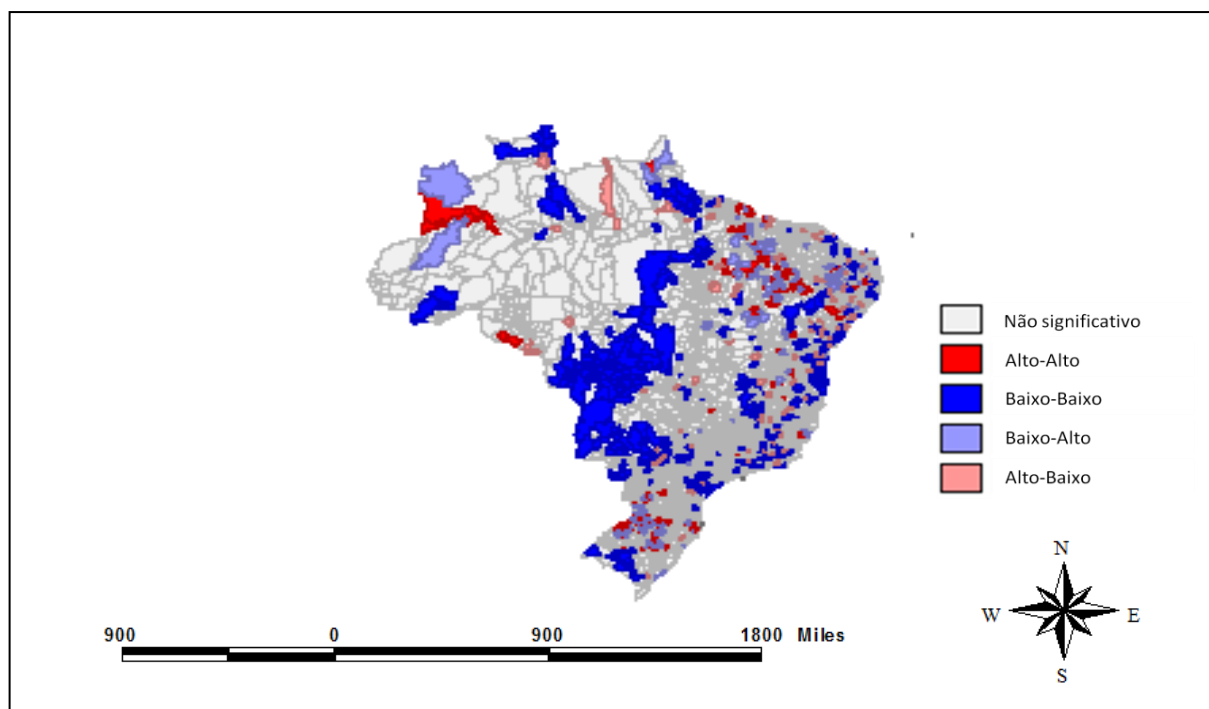 Não significativo
Alto-Alto
Baixo-Baixo
Baixo-Alto
Alto-Baixo
N
W E
S
900 0 900 1800 Miles